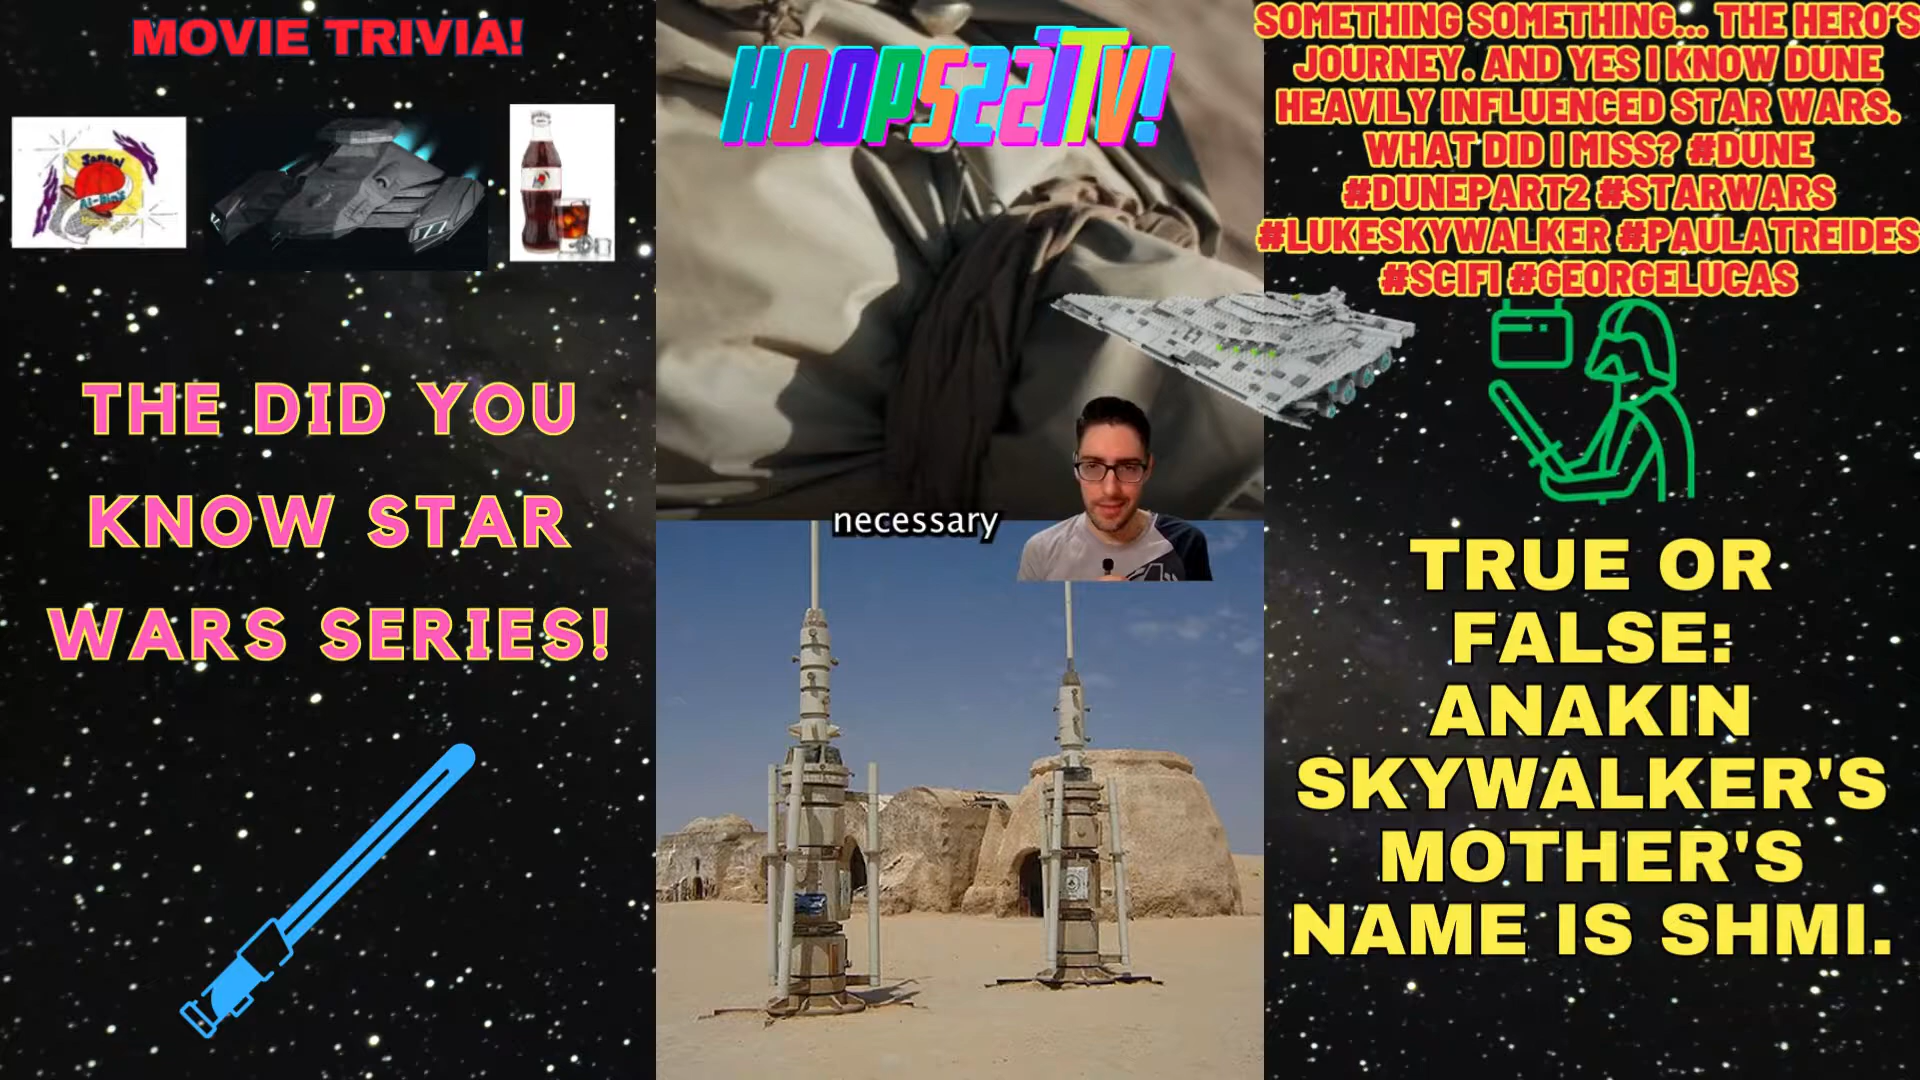 MOVIE TRIVIA!
THE DID YOU
KNOW STAR
WARS SERIES!
HOOPS22TV!
necessary
SOMETHING SOMETHING... THE HERO'S
JOURNEY. AND YES I KNOW DUNE
HEAVILY INFLUENCED STAR WARS.
WHAT DID I MISS? #DUNE
#DUNEPART2 #STARWARS
#LUKESKYWALKER #PAULATREIDES
#SCIFI #GEORGELUCAS
TRUE OR
FALSE:
ANAKIN
SKYWALKER'S
MOTHER'S
NAME IS SHMI.